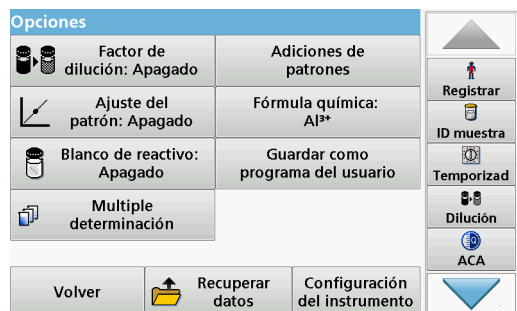 Opciones
Factor de
dilución: Apagado
Adiciones de
patrones
Ajuste del
patrón: Apagado
Fórmula química:
Al³⁺
Blanco de reactivo:
Apagado
Guardar como
programa del usuario
Multiple
determinación
Volver
Recuperar
datos
Configuración
del instrumento
Registrar
ID muestra
Temporizad
Dilución
ACA